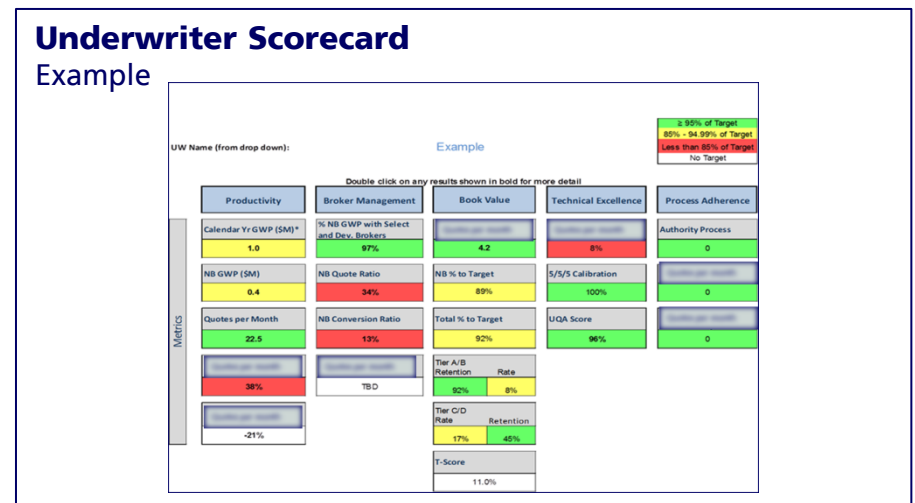 Underwriter Scorecard
Example
≥ 95% of Target
85% - 94.99% of Target
Less than 85% of Target
No Target
UW Name (from drop down):
Example
Double click on any results shown in bold for more detail
Productivity
Broker Management
Book Value
Technical Excellence
Process Adherence
Metrics
Calendar Yr GWP ($M)*
% NB GWP with Select
and Dev. Brokers
Authority Process
1.0
97%
4.2
8%
0
NB GWP ($M)
NB Quote Ratio
NB % to Target
5/5/5 Calibration
0.4
34%
89%
100%
0
Quotes per Month
NB Conversion Ratio
Total % to Target
UQA Score
22.5
13%
92%
96%
0
Tier A/B
Retention Rate
38%
TBD
92% 8%
Tier C/D
Rate Retention
-21%
17% 45%
T-Score
11.0%